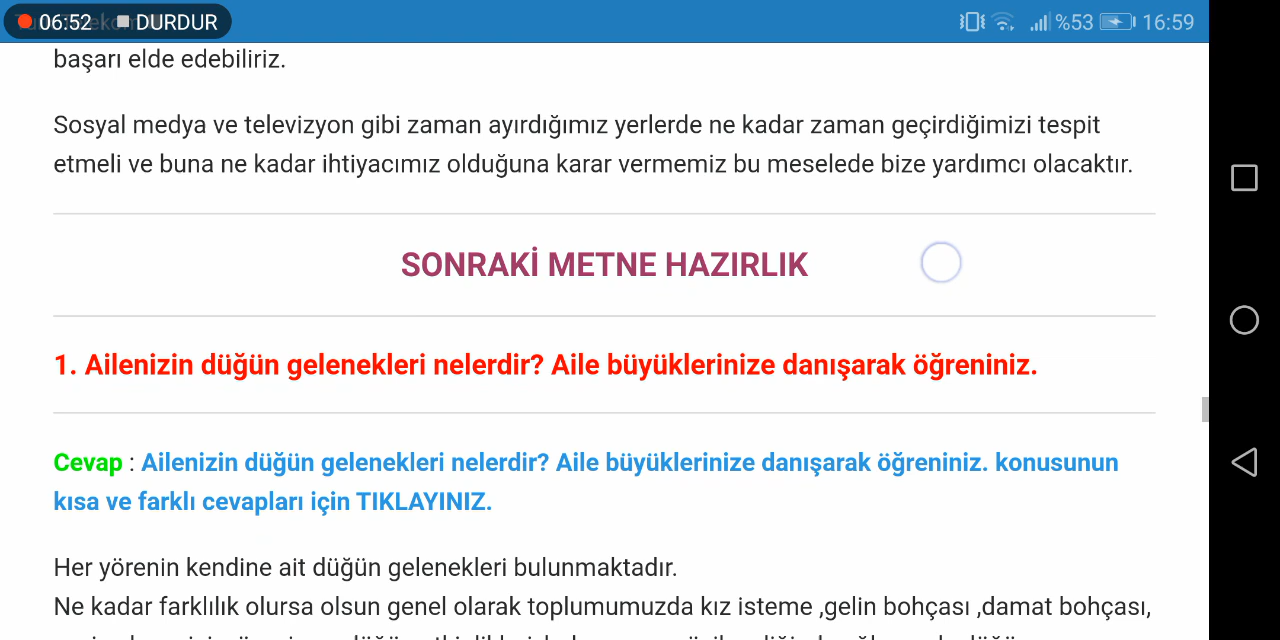 06:52 DURDUR %53 16:59
başarı elde edebiliriz.
Sosyal medya ve televizyon gibi zaman ayırdığımız yerlerde ne kadar zaman geçirdiğimizi tespit
etmeli ve buna ne kadar ihtiyacımız olduğuna karar vermemiz bu meselede bize yardımcı olacaktır.
SONRAKİ METNE HAZIRLIK
1. Ailenizin düğün gelenekleri nelerdir? Aile büyüklerinize danışarak öğreniniz.
Cevap : Ailenizin düğün gelenekleri nelerdir? Aile büyüklerinize danışarak öğreniniz. konusunun
kısa ve farklı cevapları için TIKLAYINIZ.
Her yörenin kendine ait düğün gelenekleri bulunmaktadır.
Ne kadar farklılık olursa olsun genel olarak toplumumuzda kız isteme ,gelin bohçası ,damat bohçası,